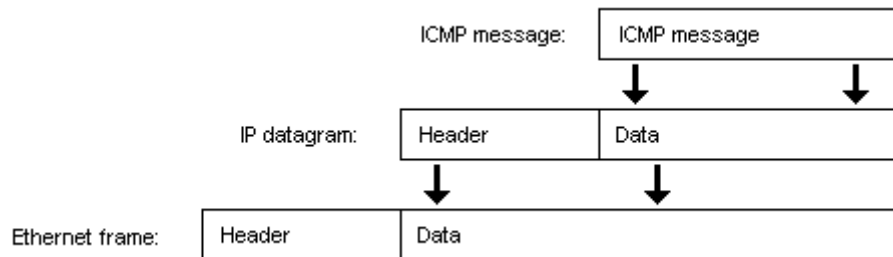 ICMP message: ICMP message
IP datagram: Header Data
Ethernet frame: Header Data